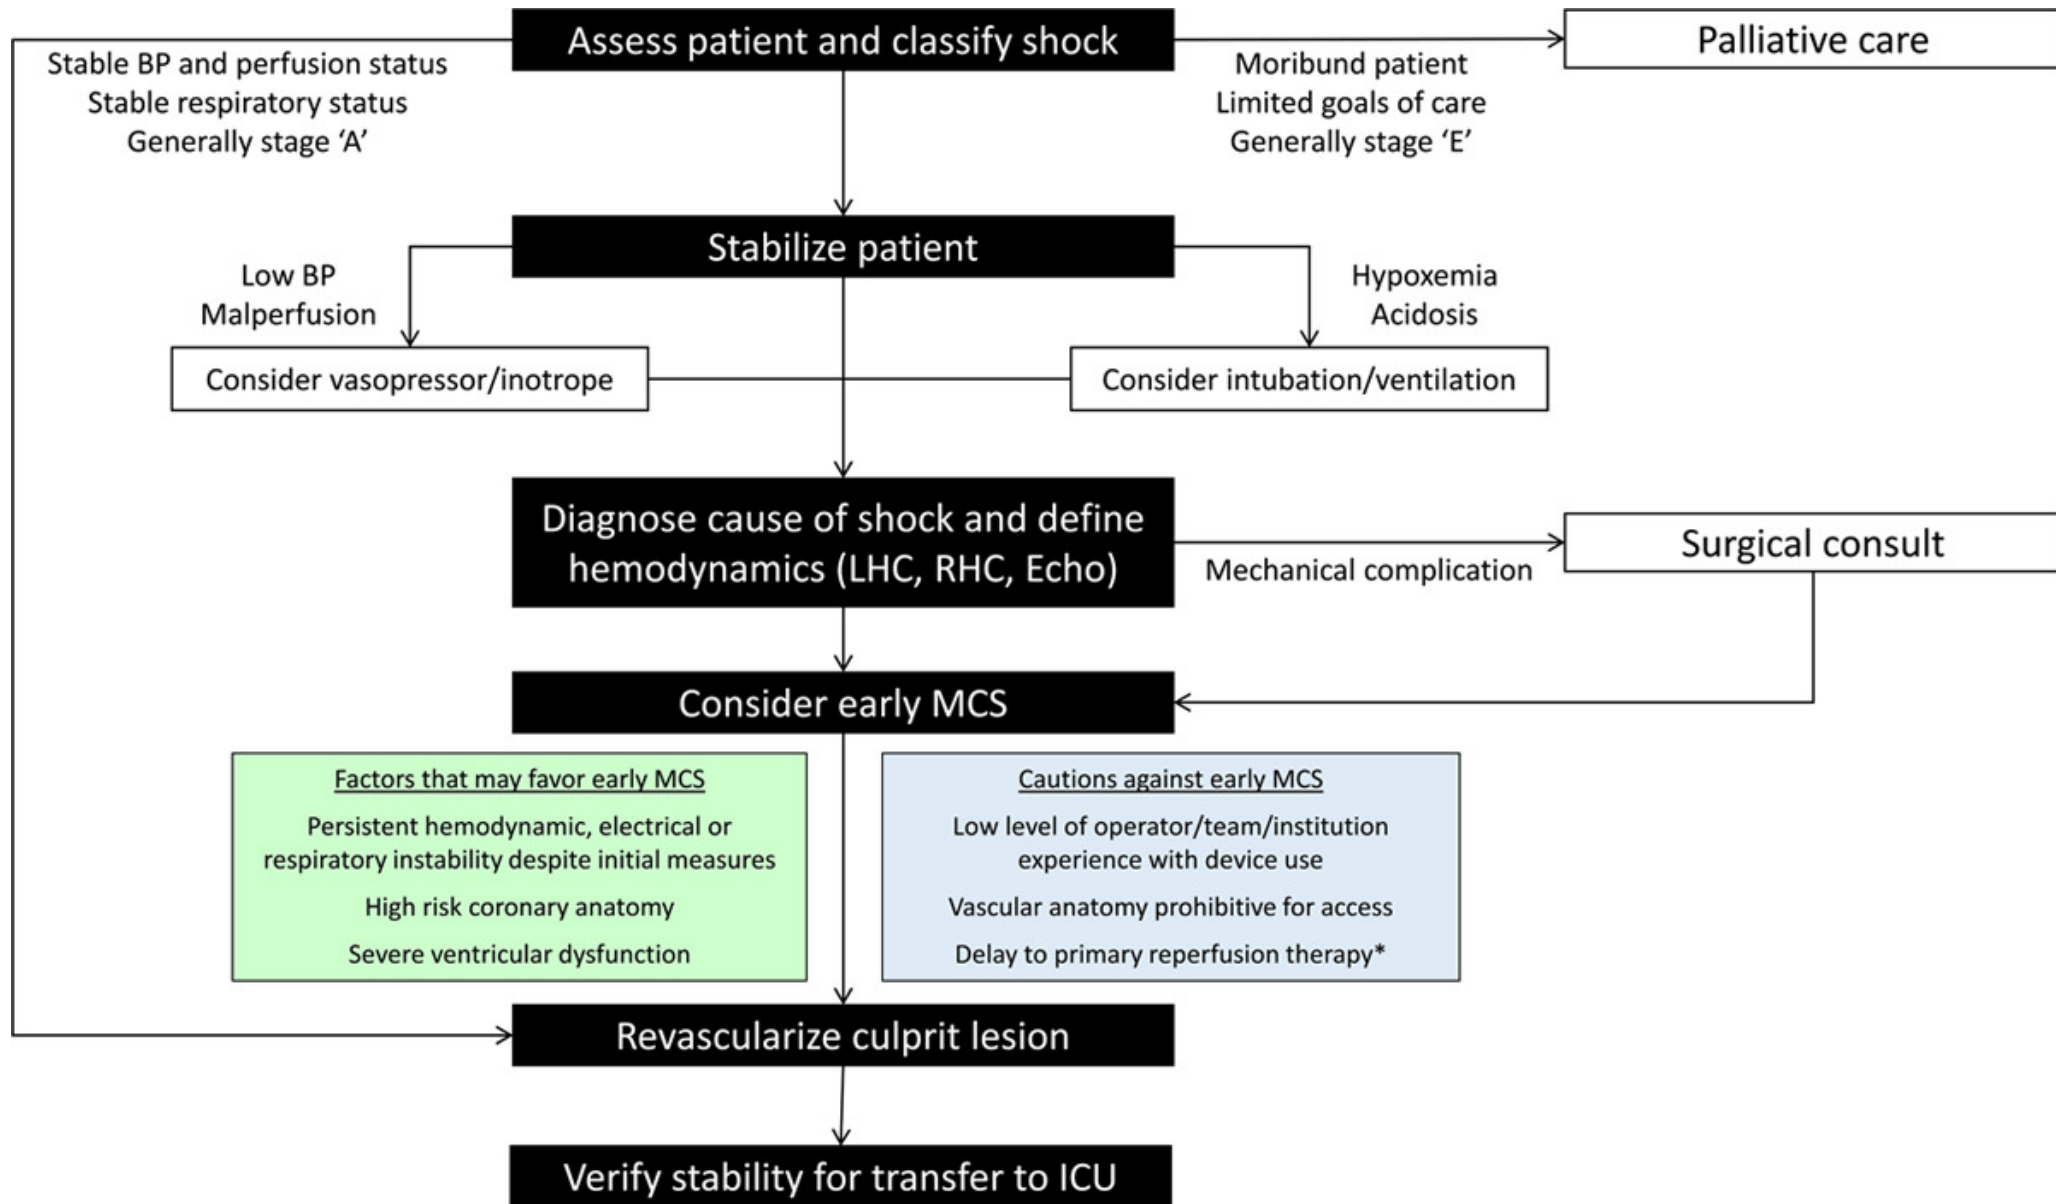 Assess patient and classify shock
Palliative care
Stable BP and perfusion status
Stable respiratory status
Generally stage ‘A’
Moribund patient
Limited goals of care
Generally stage ‘E’
Stabilize patient
Low BP
Malperfusion
Hypoxemia
Acidosis
Consider vasopressor/inotrope
Consider intubation/ventilation
Diagnose cause of shock and define
hemodynamics (LHC, RHC, Echo)
Mechanical complication
Surgical consult
Consider early MCS
Factors that may favor early MCS
Persistent hemodynamic, electrical or
respiratory instability despite initial measures
High risk coronary anatomy
Severe ventricular dysfunction
Cautions against early MCS
Low level of operator/team/institution
experience with device use
Vascular anatomy prohibitive for access
Delay to primary reperfusion therapy*
Revascularize culprit lesion
Verify stability for transfer to ICU